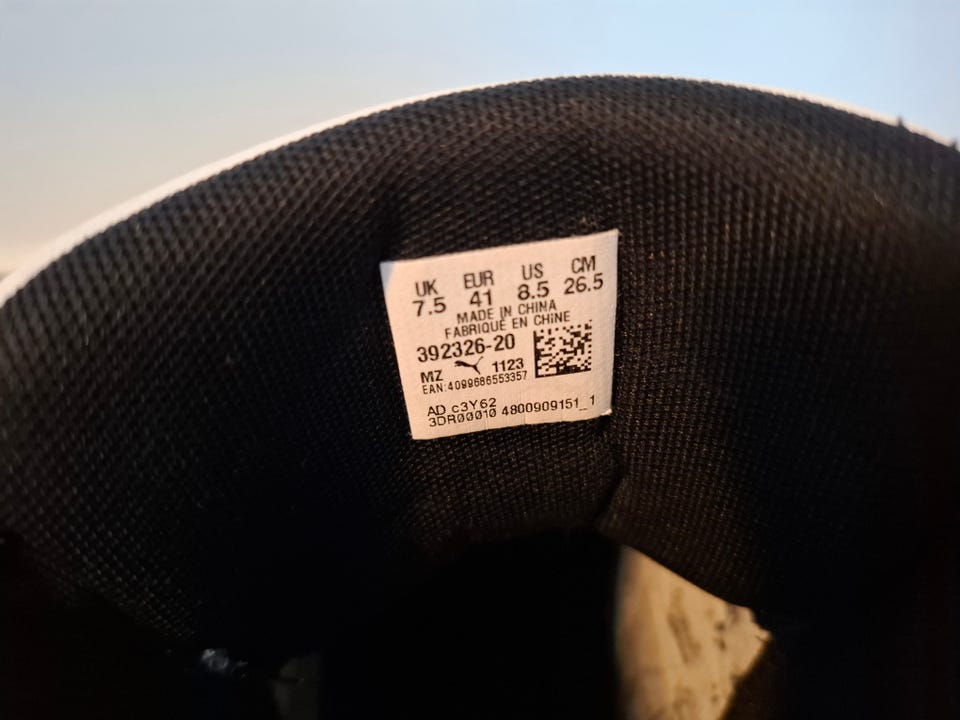 UK EUR US CM
7.5 41 8.5 26.5
MADE IN CHINA
FABRIQUÉ EN CHINE
392326-20
MZ 1123
EAN:4099686553357
AD c3Y62
3DR00010 4800909151_1